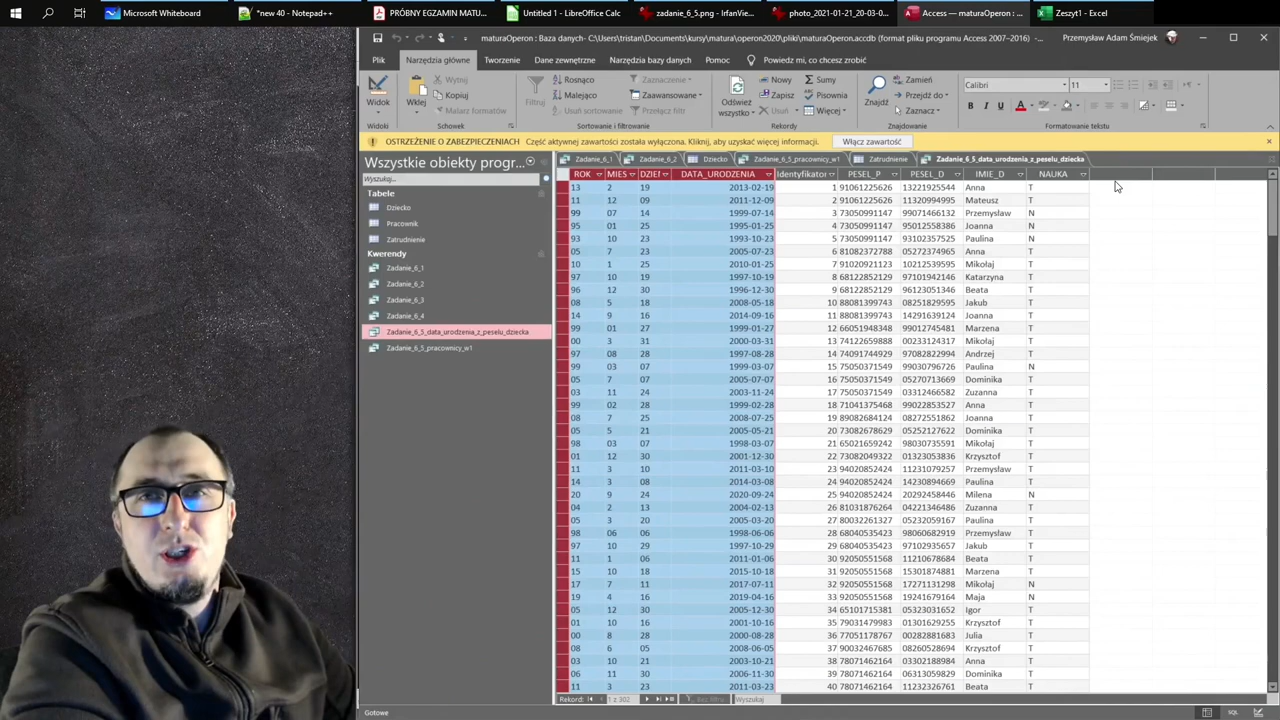 Microsoft Whiteboard
*new 40 - Notepad++
PRÓBNY EGZAMIN MATU...
Untitled 1 - LibreOffice ...
zadanie_6_5.png - IrfanVie...
photo_2021-01-21_20-03-0...
Access — maturaOperon : ...
Zeszyt1 - Excel
maturaOperon : Baza danych- C:\Users\tristan\Documents\kursy\matura\operon2020\pliki\maturaOperon.accdb (format pliku programu Access 2007–2016) -...
Przemysław Adam Śmiejek
Plik Narzędzia główne Tworzenie Dane zewnętrzne Narzędzia bazy danych Pomoc Powiedz mi, co chcesz zrobić
Widok
Widoki
Wklej
Wytnij
Kopiuj
Malarz formatów
Schowek
Filtruj
Rosnąco
Malejąco
Usuń sortowanie
Zaznaczenie
Zaawansowane
Przełącz filtr
Sortowanie i filtrowanie
Odśwież wszystko
Nowy
Zapisz
Usuń
Sumy
Pisownia
Więcej
Rekordy
Znajdź
Zamień
Przejdź do
Zaznacz
Znajdowanie
Calibri 11
B I U
Formatowanie tekstu
OSTRZEŻENIE O ZABEZPIECZENIACH Część aktywnej zawartości została wyłączona. Kliknij, aby uzyskać więcej informacji. Włącz zawartość
Wszystkie obiekty progr...
Wyszukaj...
Tabele
Dziecko
Pracownik
Zatrudnienie
Kwerendy
Zadanie_6_1
Zadanie_6_2
Zadanie_6_3
Zadanie_6_4
Zadanie_6_5_data_urodzenia_z_peselu_dziecka
Zadanie_6_5_pracownicy_w1
Zadanie_6_1 Zadanie_6_2 Dziecko Zadanie_6_5_pracownicy_w1 Zatrudnienie Zadanie_6_5_data_urodzenia_z_peselu_dziecka
ROK MIES DZIEŃ DATA_URODZENIA Identyfikator PESEL_P PESEL_D IMIE_D NAUKA
13 2 19 2013-02-19 1 91061225626 13221925544 Anna T
11 12 09 2011-12-09 2 91061225626 11320994995 Mateusz T
99 07 14 1999-07-14 3 73050991147 99071466132 Przemysław N
95 01 25 1995-01-25 4 73050991147 95012558386 Joanna N
93 10 23 1993-10-23 5 73050991147 93102357525 Paulina N
05 7 23 2005-07-23 6 81082372788 05272374965 Anna T
10 1 25 2010-01-25 7 91020921123 10212539595 Mikołaj T
97 10 19 1997-10-19 8 68122852129 97101942146 Katarzyna T
96 12 30 1996-12-30 9 68122852129 96123051346 Beata T
08 5 18 2008-05-18 10 88081399743 08251829595 Jakub T
14 9 16 2014-09-16 11 88081399743 14291639124 Joanna T
99 01 27 1999-01-27 12 66051948348 99012745481 Marzena T
00 3 31 2000-03-31 13 74122659888 00233124317 Mikołaj T
97 08 28 1997-08-28 14 74091744929 97082822994 Andrzej T
99 03 07 1999-03-07 15 75050371549 99030796726 Paulina N
05 7 07 2005-07-07 16 75050371549 05270713669 Dominika T
03 11 24 2003-11-24 17 75050371549 03312466582 Zuzanna T
99 02 28 1999-02-28 18 71041375468 99022853527 Anna T
08 7 25 2008-07-25 19 89082684124 08272551862 Joanna T
05 5 21 2005-05-21 20 73082678629 05252127622 Dominika T
98 03 07 1998-03-07 21 65021659242 98030735591 Mikołaj T
01 12 30 2001-12-30 22 73082049322 01323053836 Krzysztof T
11 3 10 2011-03-10 23 94020852424 11231079257 Przemysław T
14 3 08 2014-03-08 24 94020852424 14230894669 Paulina T
20 9 24 2020-09-24 25 94020852424 20292458446 Milena N
04 2 13 2004-02-13 26 81031876264 04221346486 Zuzanna T
05 3 20 2005-03-20 27 80032261327 05232059167 Paulina T
98 06 06 1998-06-06 28 68040535423 98060682919 Przemysław T
97 10 29 1997-10-29 29 68040535423 97102935657 Jakub T
11 1 06 2011-01-06 30 92050551568 11210678684 Beata T
15 10 18 2015-10-18 31 92050551568 15301874881 Marzena T
17 7 11 2017-07-11 32 92050551568 17271131298 Mikołaj N
19 4 16 2019-04-16 33 92050551568 19241679164 Maja N
05 12 30 2005-12-30 34 65101715381 05323031652 Igor T
01 10 16 2001-10-16 35 79031479983 01301629255 Krzysztof T
00 8 28 2000-08-28 36 77051178767 00282881683 Julia T
08 6 05 2008-06-05 37 90032467685 08260528694 Krzysztof T
03 10 21 2003-10-21 38 78071462164 03302188984 Anna T
06 11 30 2006-11-30 37 78071462164 06313059829 Dominika T
11 3 23 2011-03-23 40 78071462164 11232326761 Beata T
Rekord: 1 z 302 Bez filtru Wyszukaj
Gotowe
SQL